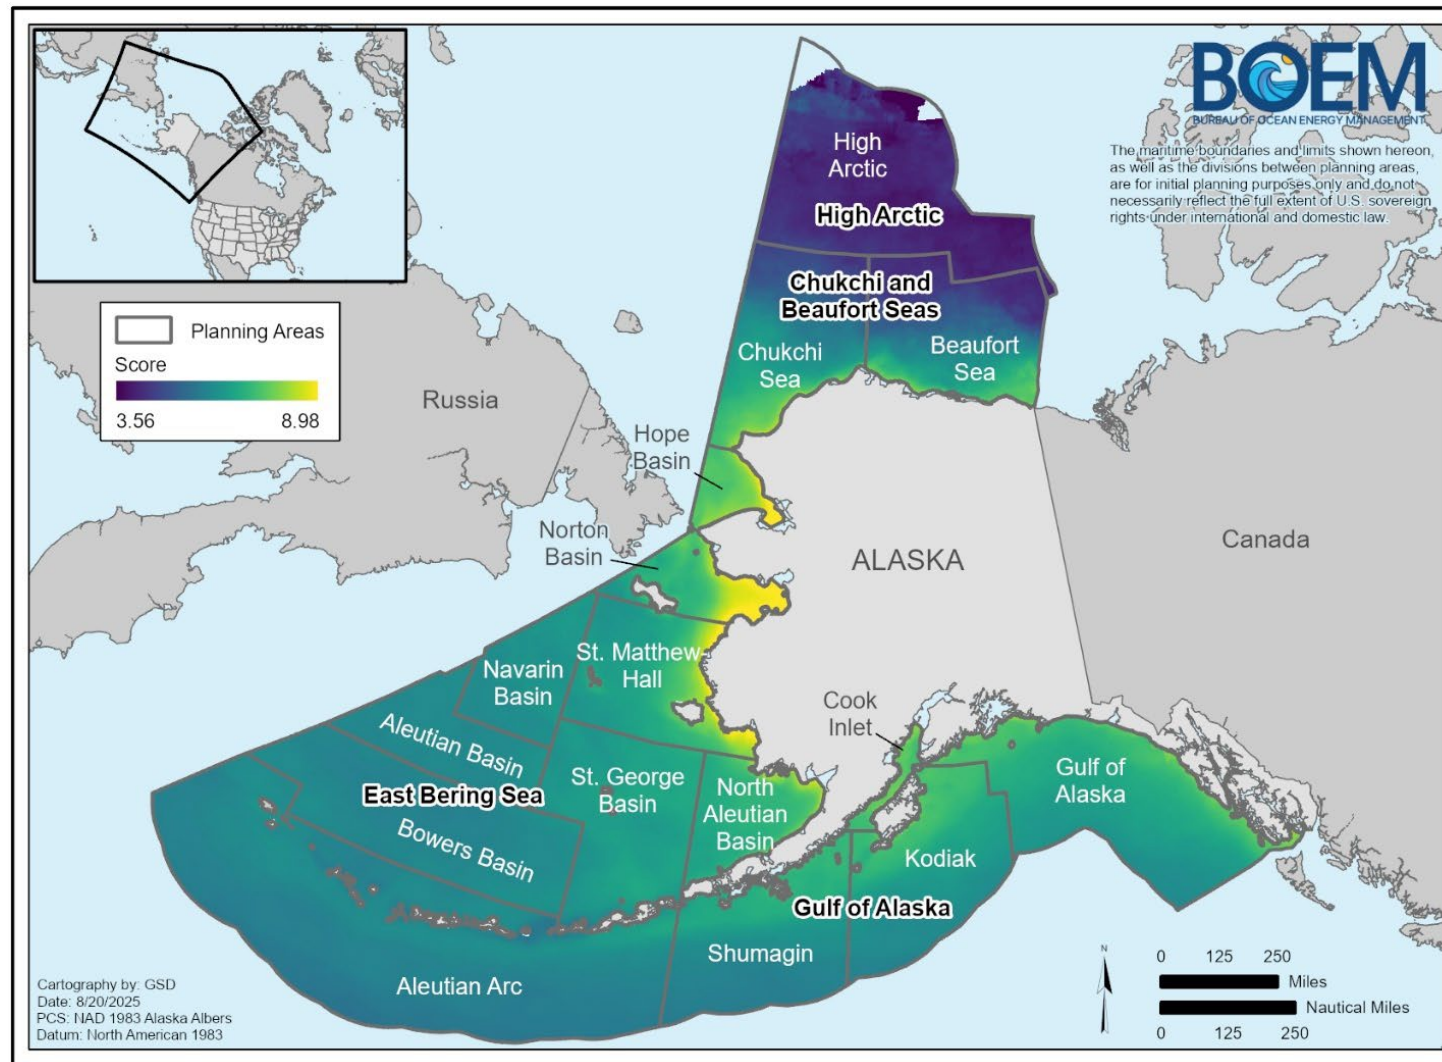 BOEM
BUREAU OF OCEAN ENERGY MANAGEMENT
The maritime boundaries and limits shown hereon,
as well as the divisions between planning areas,
are for initial planning purposes only and do not
necessarily reflect the full extent of U.S. sovereign
rights under international and domestic law.
Planning Areas
Score
3.56 8.98
High
Arctic
High Arctic
Chukchi and
Beaufort Seas
Chukchi
Sea
Beaufort
Sea
Russia
Hope
Basin
Norton
Basin
ALASKA
Canada
Navarin
Basin
St. Matthew-
Hall
Cook
Inlet
Aleutian Basin
St. George
Basin
North
Aleutian
Basin
Gulf of
Alaska
East Bering Sea
Bowers Basin
Kodiak
Gulf of Alaska
Shumagin
Aleutian Arc
N
0 125 250
Miles
Nautical Miles
0 125 250
Cartography by: GSD
Date: 8/20/2025
PCS: NAD 1983 Alaska Albers
Datum: North American 1983